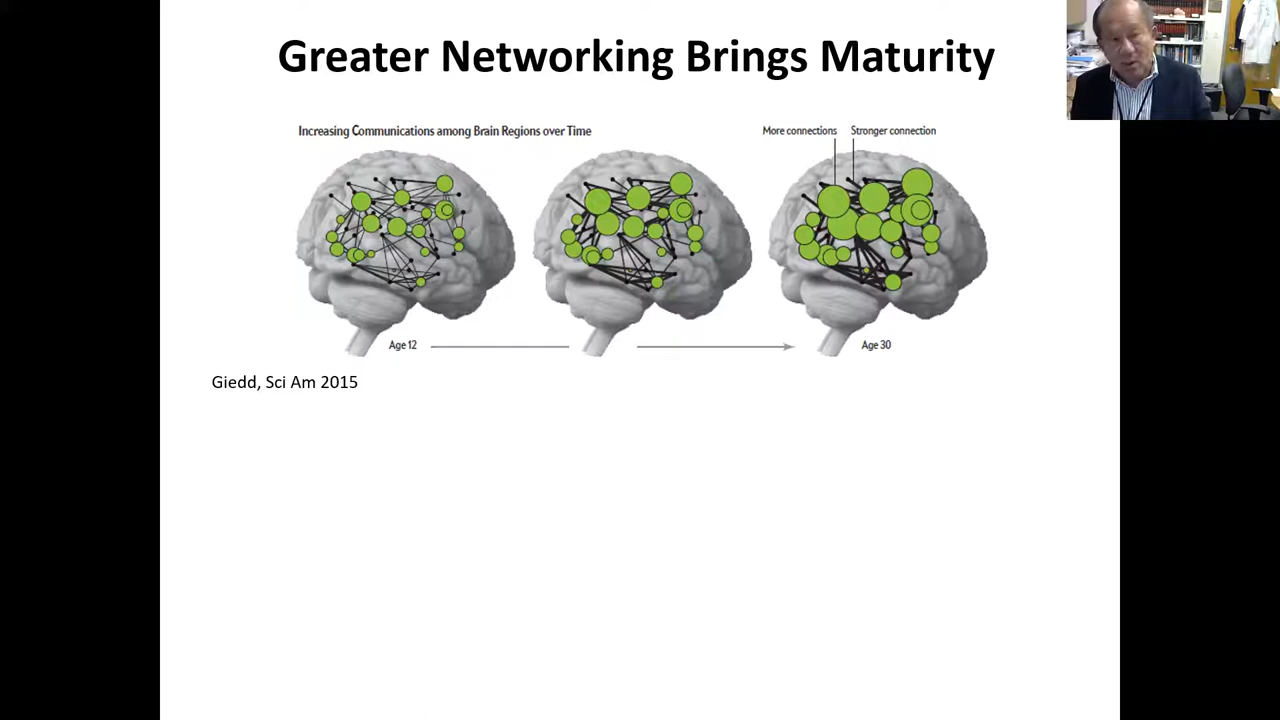 Greater Networking Brings Maturity
Increasing Communications among Brain Regions over Time
More connections
Stronger connection
Age 12
Age 30
Giedd, Sci Am 2015